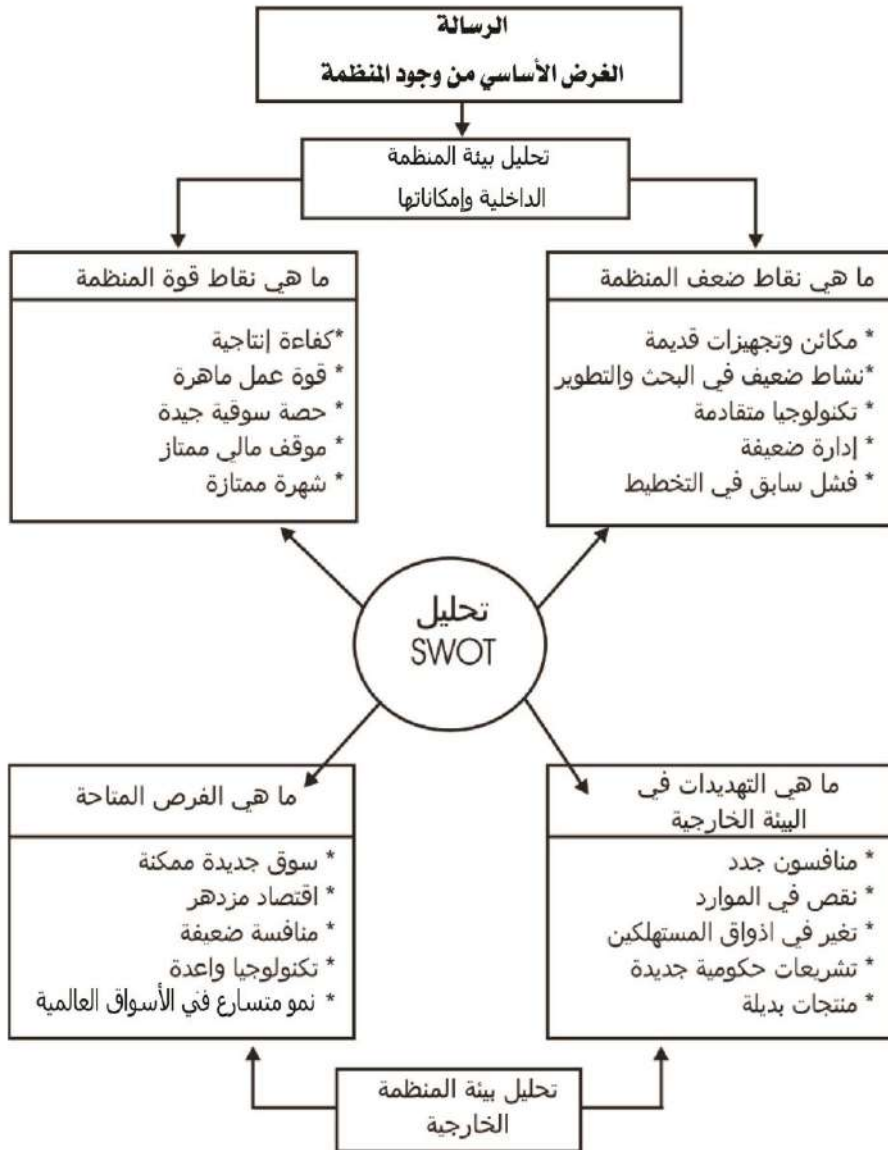 الرسالة
الغرض الأساسي من وجود المنظمة
تحليل بيئة المنظمة
الداخلية وإمكاناتها
ما هي نقاط ضعف المنظمة
* مكائن وتجهيزات قديمة
*نشاط ضعيف في البحث والتطوير
* تكنولوجيا متقادمة
* إدارة ضعيفة
* فشل سابق في التخطيط
ما هي نقاط قوة المنظمة
*كفاءة إنتاجية
* قوة عمل ماهرة
* حصة سوقية جيدة
* موقف مالي ممتاز
* شهرة ممتازة
تحليل
SWOT
ما هي التهديدات في
البيئة الخارجية
* منافسون جدد
* نقص في الموارد
* تغير في اذواق المستهلكين
* تشريعات حكومية جديدة
* منتجات بديلة
ما هي الفرص المتاحة
* سوق جديدة ممكنة
* اقتصاد مزدهر
* منافسة ضعيفة
* تكنولوجيا واعدة
* نمو متسارع في الأسواق العالمية
تحليل بيئة المنظمة
الخارجية